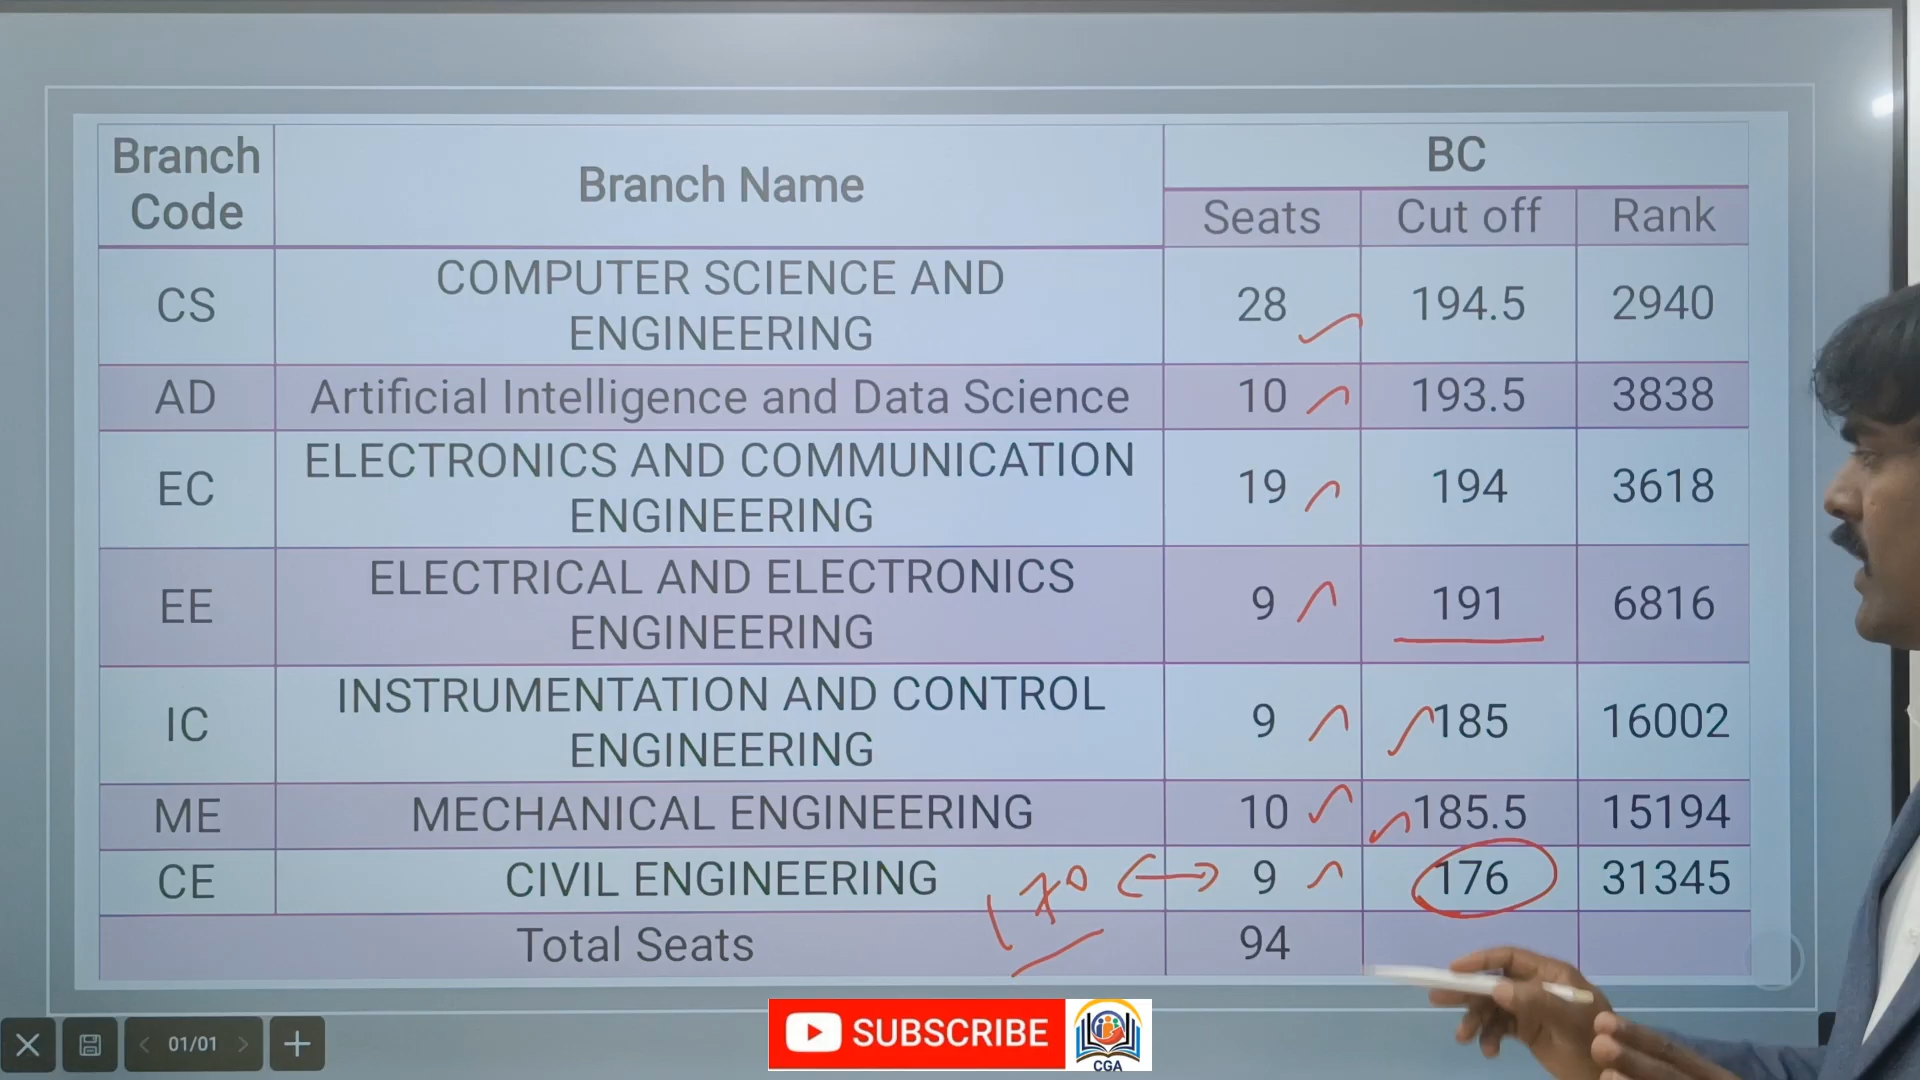 Branch Code
Branch Name
BC
Seats
Cut off
Rank
CS
COMPUTER SCIENCE AND
ENGINEERING
28
194.5
2940
AD
Artificial Intelligence and Data Science
10
193.5
3838
EC
ELECTRONICS AND COMMUNICATION
ENGINEERING
19
194
3618
EE
ELECTRICAL AND ELECTRONICS
ENGINEERING
9
191
6816
IC
INSTRUMENTATION AND CONTROL
ENGINEERING
9
185
16002
ME
MECHANICAL ENGINEERING
10
185.5
15194
CE
CIVIL ENGINEERING
170
9
176
31345
Total Seats
94
01/01
SUBSCRIBE
CGA